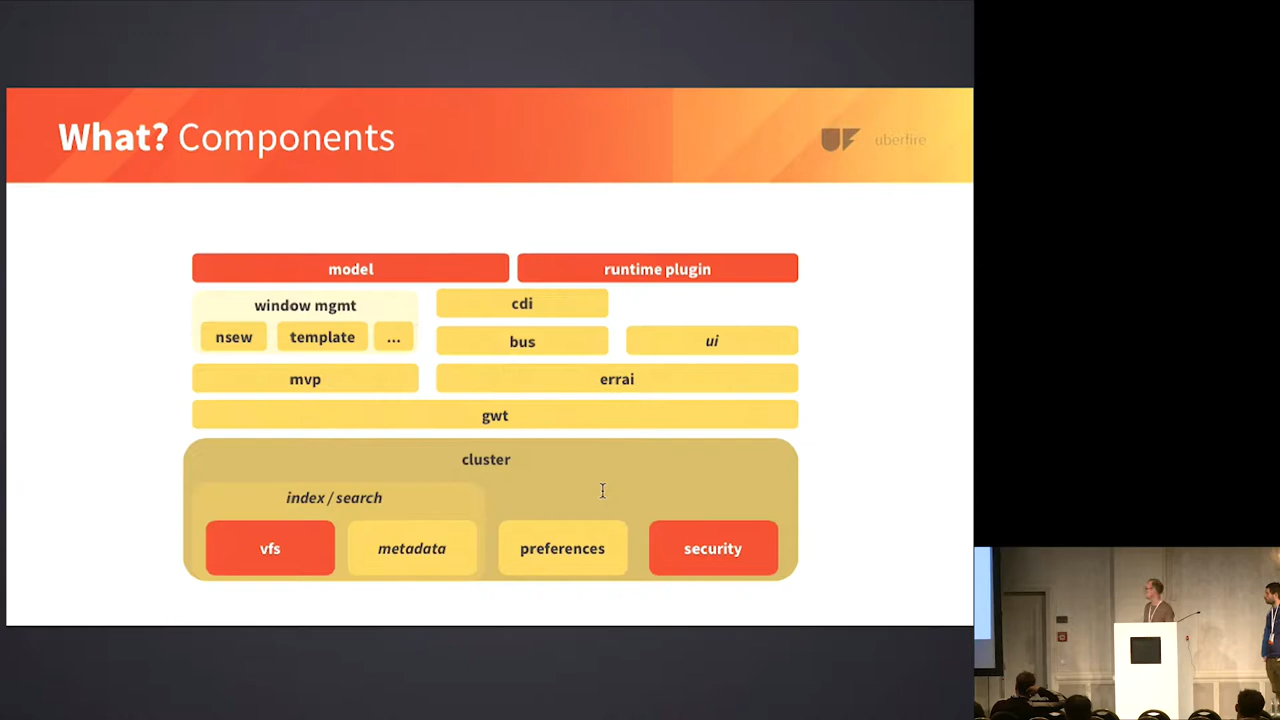 What? Components
UF uberfire
model
runtime plugin
window mgmt
cdi
nsew
template
...
bus
ui
mvp
errai
gwt
cluster
index / search
vfs
metadata
preferences
security